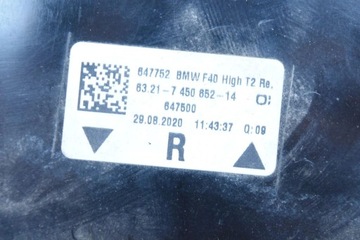 647752 BMW F40 High T2 Re.
63.21-7 450 852-14
647500
29.08.2020 11:43:37 Q:09
R